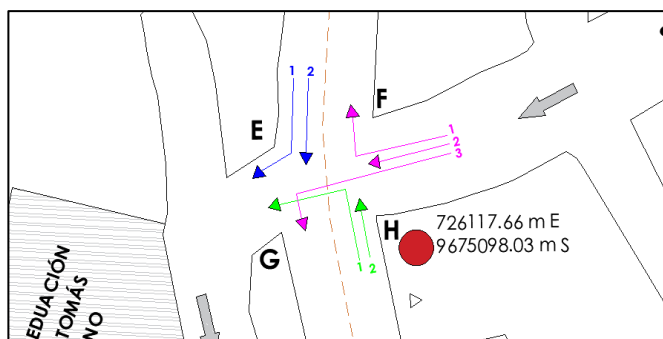 1 2
F
E
1
2
3
H
726117.66 m E
9675098.03 m S
G
1 2
EDUACIÓN
TOMÁS
NO